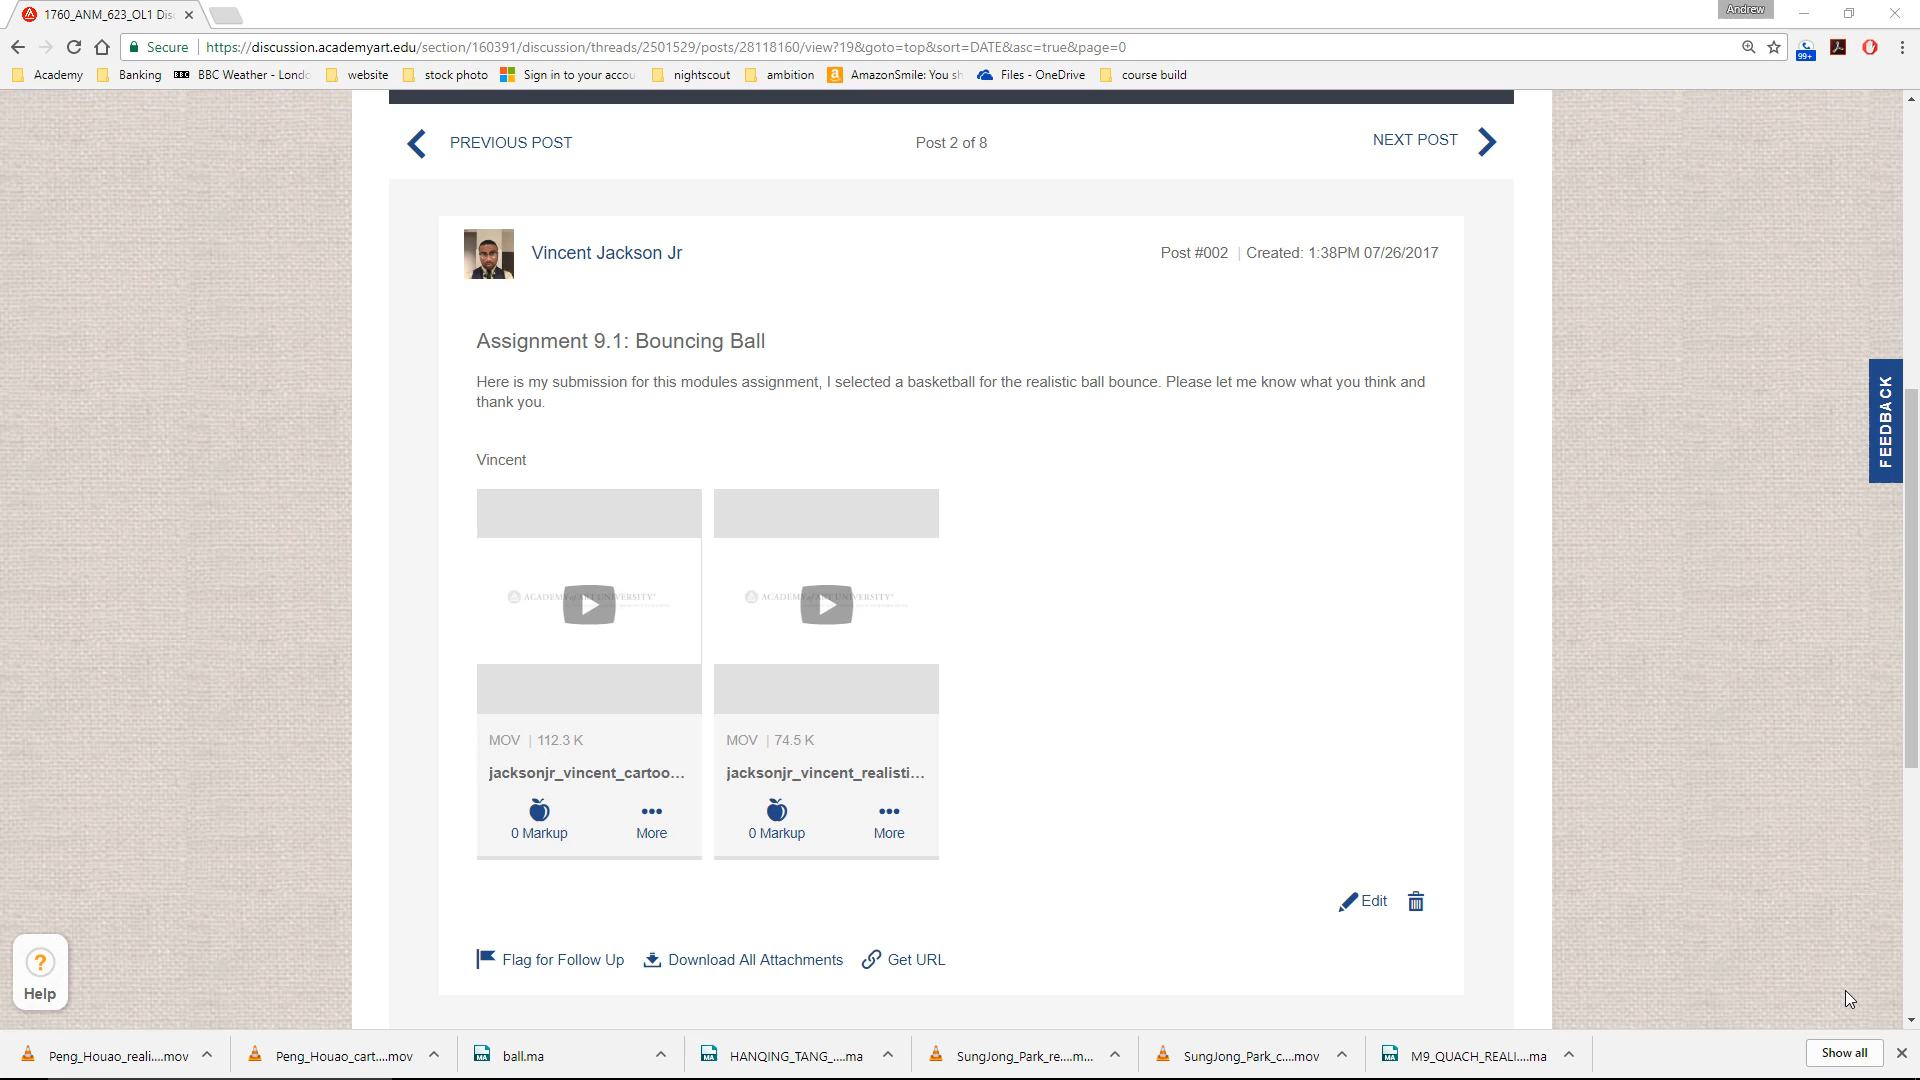 1760_ANM_623_OL1 Dis
Andrew
Secure
https://discussion.academyart.edu/section/160391/discussion/threads/2501529/posts/28118160/view?19&goto=top&sort=DATE&asc=true&page=0
99+
Academy
Banking
BBC Weather - Londo
website
stock photo
Sign in to your accou
nightscout
ambition
AmazonSmile: You sh
Files - OneDrive
course build
PREVIOUS POST
Post 2 of 8
NEXT POST
Vincent Jackson Jr
Post #002 | Created: 1:38PM 07/26/2017
Assignment 9.1: Bouncing Ball
Here is my submission for this modules assignment, I selected a basketball for the realistic ball bounce. Please let me know what you think and
thank you.
Vincent
MOV | 112.3 K
jacksonjr_vincent_cartoo...
0 Markup
More
MOV | 74.5 K
jacksonjr_vincent_realisti...
0 Markup
More
Edit
Flag for Follow Up
Download All Attachments
Get URL
FEEDBACK
?
Help
Peng_Houao_reali....mov
Peng_Houao_cart....mov
ball.ma
HANQING_TANG_....ma
SungJong_Park_re....m...
SungJong_Park_c....mov
M9_QUACH_REALI....ma
Show all